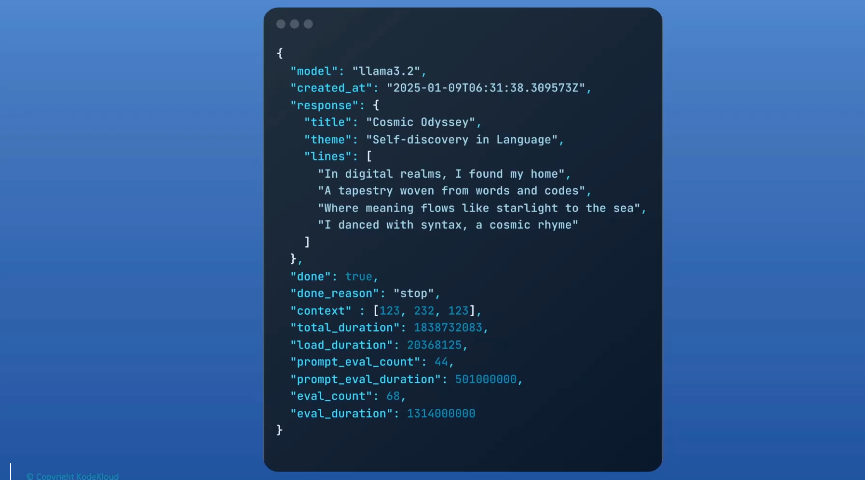 {
  "model": "llama3.2",
  "created_at": "2025-01-09T06:31:38.309573Z",
  "response": {
    "title": "Cosmic Odyssey",
    "theme": "Self-discovery in Language",
    "lines": [
      "In digital realms, I found my home",
      "A tapestry woven from words and codes",
      "Where meaning flows like starlight to the sea",
      "I danced with syntax, a cosmic rhyme"
    ]
  },
  "done": true,
  "done_reason": "stop",
  "context" : [123, 232, 123],
  "total_duration": 1838732083,
  "load_duration": 20368125,
  "prompt_eval_count": 44,
  "prompt_eval_duration": 501000000,
  "eval_count": 68,
  "eval_duration": 1314000000
}
© Copyright KodeKloud